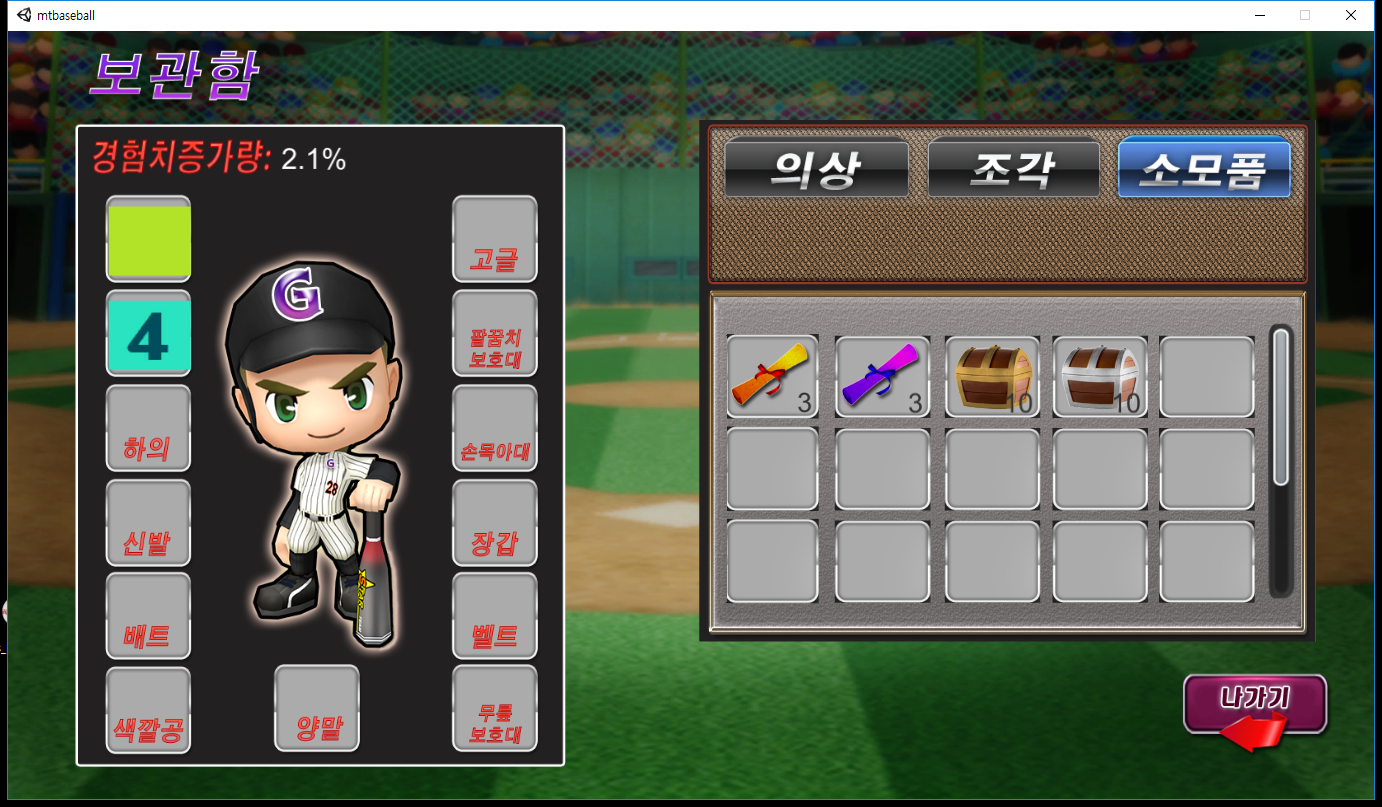 mtbaseball
보관함
경험치증가량: 2.1%
4
하의
신발
배트
색깔공
양말
고글
팔꿈치
보호대
손목아대
장갑
벨트
무릎
보호대
G
G
28
의상
조각
소모품
3
3
10
10
나가기